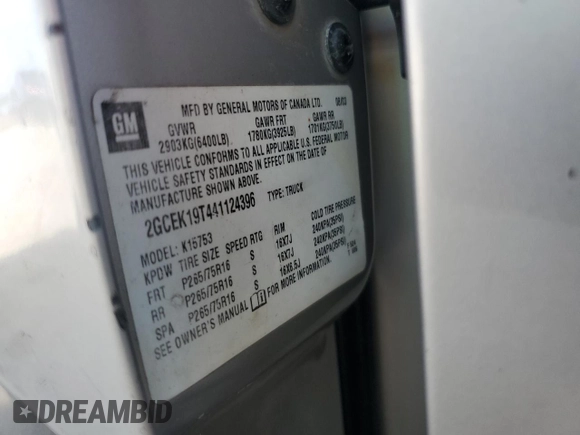 GM
MFD BY GENERAL MOTORS OF CANADA LTD. 08/03
GVWR GAWR FRT GAWR RR
2903KG(6400LB) 1780KG(3925LB) 1701KG(3750LB)
THIS VEHICLE CONFORMS TO ALL APPLICABLE U.S. FEDERAL MOTOR
VEHICLE SAFETY STANDARDS IN EFFECT ON THE DATE OF
MANUFACTURE SHOWN ABOVE.
2GCEK19T441124396 TYPE: TRUCK
MODEL: K15753
KPDW TIRE SIZE SPEED RTG RIM COLD TIRE PRESSURE
FRT P265/75R16 S 16X7J 240KPA(35PSI)
RR P265/75R16 S 16X7J 240KPA(35PSI)
SPA P265/75R16 S 16X6.5J 240KPA(35PSI)
SEE OWNER'S MANUAL FOR MORE INFORMATION.
DREAMBID